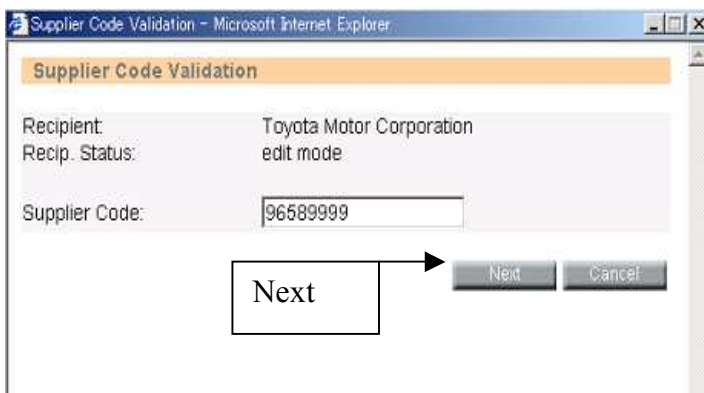 Supplier Code Validation - Microsoft Internet Explorer
Supplier Code Validation
Recipient: Toyota Motor Corporation
Recip. Status: edit mode
Supplier Code: 96589999
Next Cancel
Next